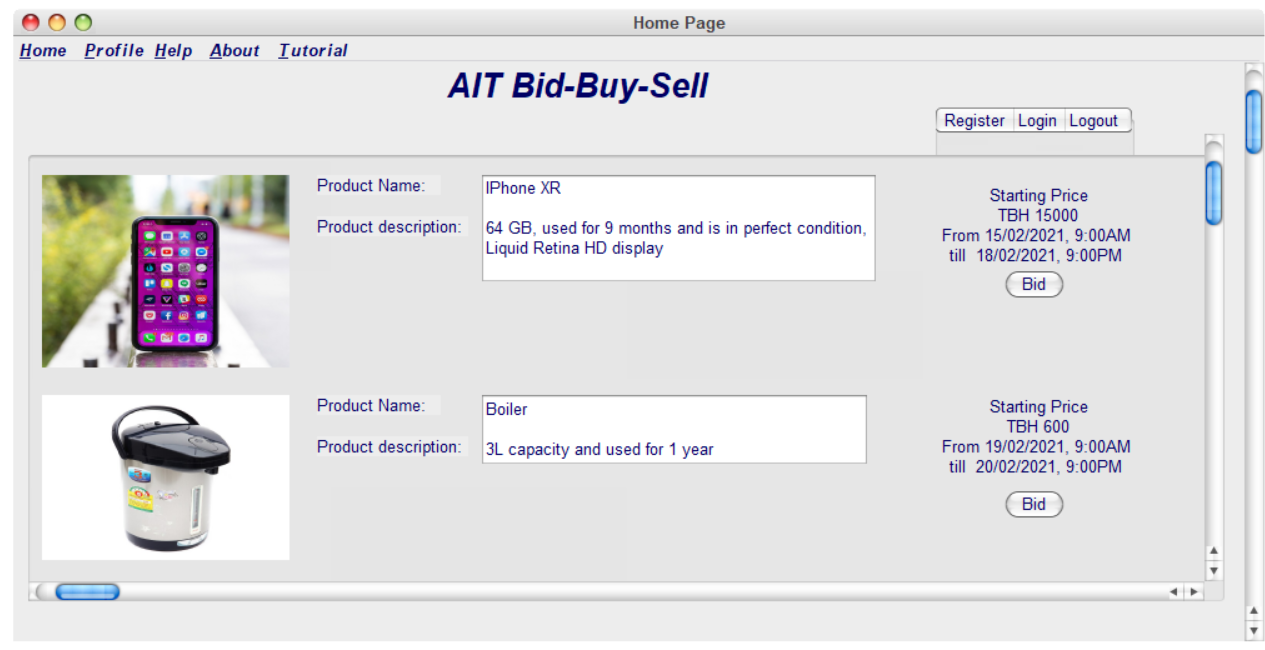 Home Page
Home Profile Help About Tutorial
AIT Bid-Buy-Sell
Register Login Logout
Product Name:
IPhone XR
Product description:
64 GB, used for 9 months and is in perfect condition,
Liquid Retina HD display
Starting Price
TBH 15000
From 15/02/2021, 9:00AM
till 18/02/2021, 9:00PM
Bid
Product Name:
Boiler
Product description:
3L capacity and used for 1 year
Starting Price
TBH 600
From 19/02/2021, 9:00AM
till 20/02/2021, 9:00PM
Bid